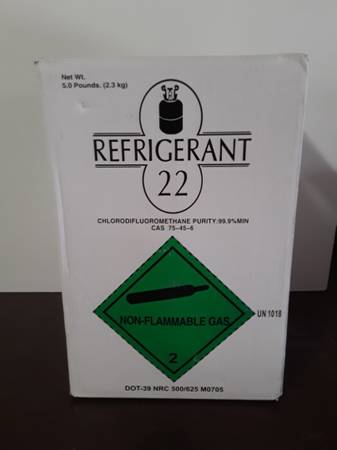 Net Wt.
5.0 Pounds. (2.3 kg)
REFRIGERANT
22
CHLORODIFLUOROMETHANE PURITY:99.9%MIN
CAS 75-45-6
NON-FLAMMABLE GAS
UN 1018
2
DOT-39 NRC 500/625 M0705